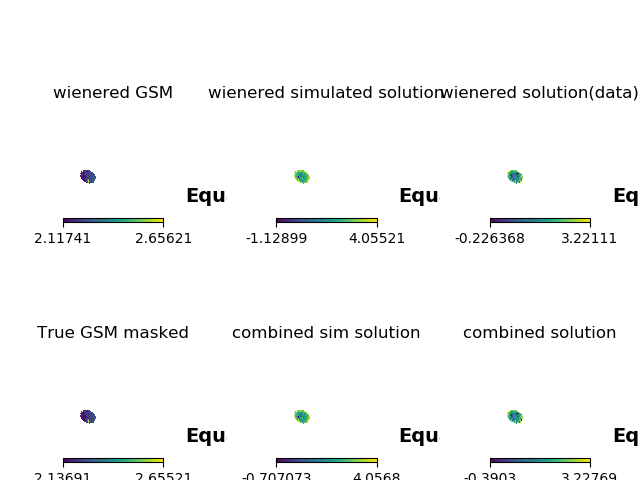 wienered GSM
wienered simulated solution
wienered solution(data)
Equ
Equ
Eq
2.11741 2.65621
-1.12899 4.05521
-0.226368 3.22111
True GSM masked
combined sim solution
combined solution
Equ
Equ
Eq
2.13691 2.65521
-0.707073 4.0568
-0.3903 3.22769